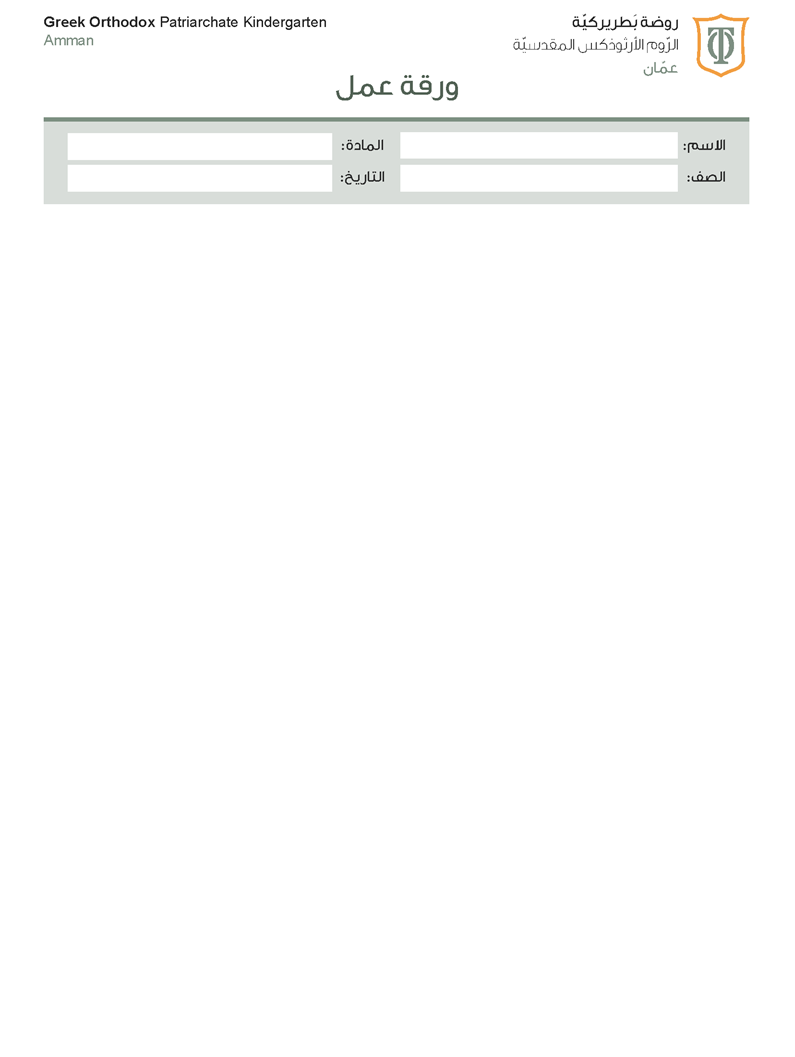 Greek Orthodox Patriarchate Kindergarten
Amman
روضة بَطريركيّة
الرّوم الأرثوذكس المقدسيّة
عمّان
ورقة عمل
الاسم:
المادة:
الصف:
التاريخ: